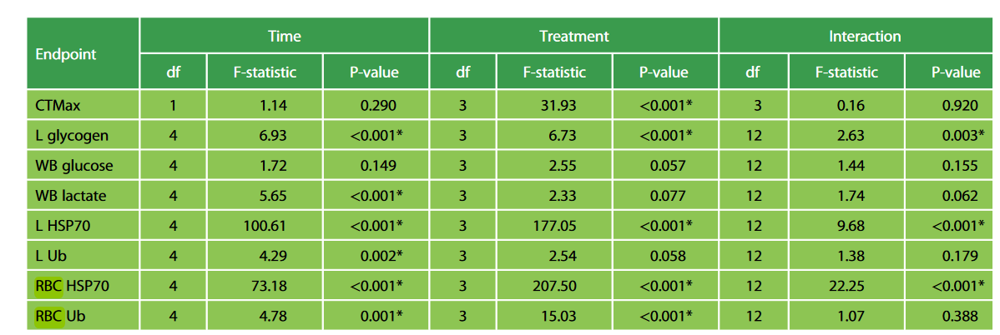 Endpoint Time Treatment Interaction
df F-statistic P-value df F-statistic P-value df F-statistic P-value
CTMax 1 1.14 0.290 3 31.93 <0.001* 3 0.16 0.920
L glycogen 4 6.93 <0.001* 3 6.73 <0.001* 12 2.63 0.003*
WB glucose 4 1.72 0.149 3 2.55 0.057 12 1.44 0.155
WB lactate 4 5.65 <0.001* 3 2.33 0.077 12 1.74 0.062
L HSP70 4 100.61 <0.001* 3 177.05 <0.001* 12 9.68 <0.001*
L Ub 4 4.29 0.002* 3 2.54 0.058 12 1.38 0.179
RBC HSP70 4 73.18 <0.001* 3 207.50 <0.001* 12 22.25 <0.001*
RBC Ub 4 4.78 0.001* 3 15.03 <0.001* 12 1.07 0.388